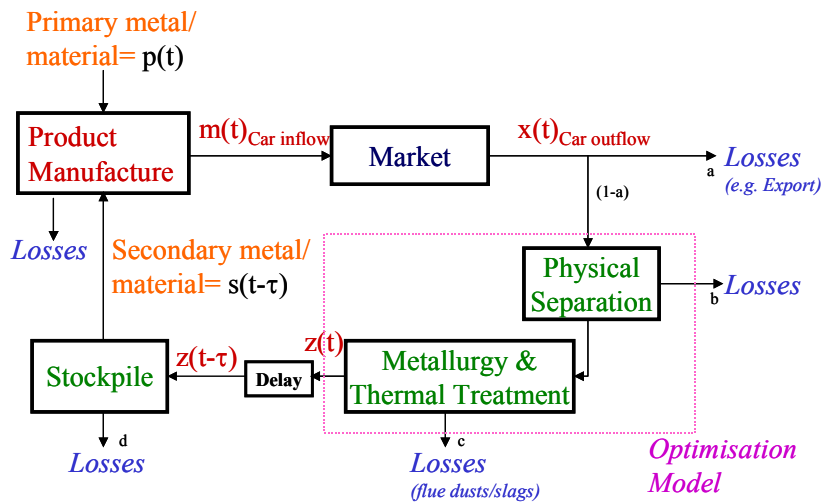 Primary metal/
material= p(t)
Product
Manufacture
m(t)Car inflow
Market
x(t)Car outflow
a
Losses
(e.g. Export)
(1-a)
Losses
Secondary metal/
material= s(t-τ)
Physical
Separation
b
Losses
Stockpile
z(t-τ)
Delay
z(t)
Metallurgy &
Thermal Treatment
d
Losses
c
Losses
(flue dusts/slags)
Optimisation
Model